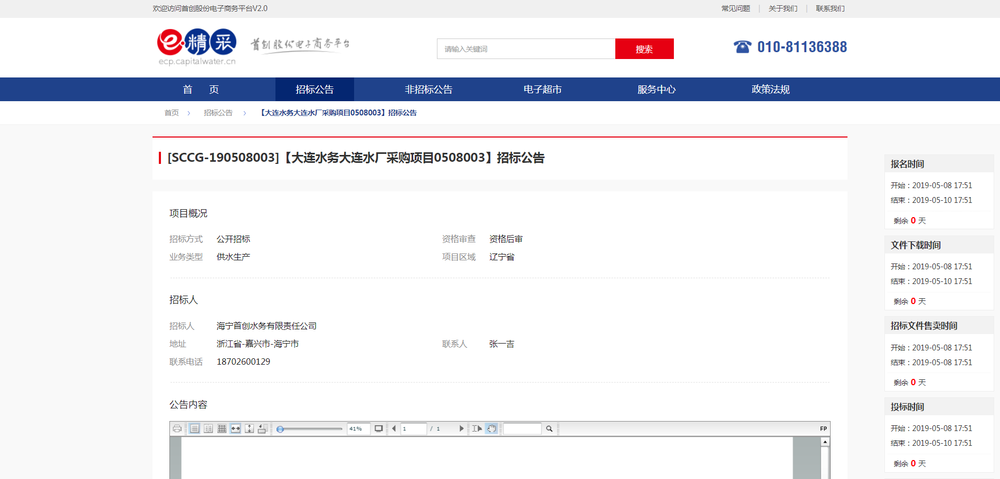 欢迎访问首创股份电子商务平台V2.0
常见问题 | 关于我们 | 联系我们
e·精采
ecp.capitalwater.cn
首创股份电子商务平台
请输入关键词
搜索
010-81136388
首 页 招标公告 非招标公告 电子超市 服务中心 政策法规
首页 > 招标公告 > 【大连水务大连水厂采购项目0508003】招标公告
[SCCG-190508003]【大连水务大连水厂采购项目0508003】招标公告
项目概况
招标方式 公开招标 资格审查 资格后审
业务类型 供水生产 项目区域 辽宁省
招标人
招标人 海宁首创水务有限责任公司
地址 浙江省-嘉兴市-海宁市 联系人 张一吉
联系电话 18702600129
公告内容
41% 1 / 1 FP
报名时间
开始：2019-05-08 17:51
结束：2019-05-10 17:51
剩余 0 天
文件下载时间
开始：2019-05-08 17:51
结束：2019-05-10 17:51
剩余 0 天
招标文件售卖时间
开始：2019-05-08 17:51
结束：2019-05-08 17:51
剩余 0 天
投标时间
开始：2019-05-08 17:51
结束：2019-05-10 17:51
剩余 0 天